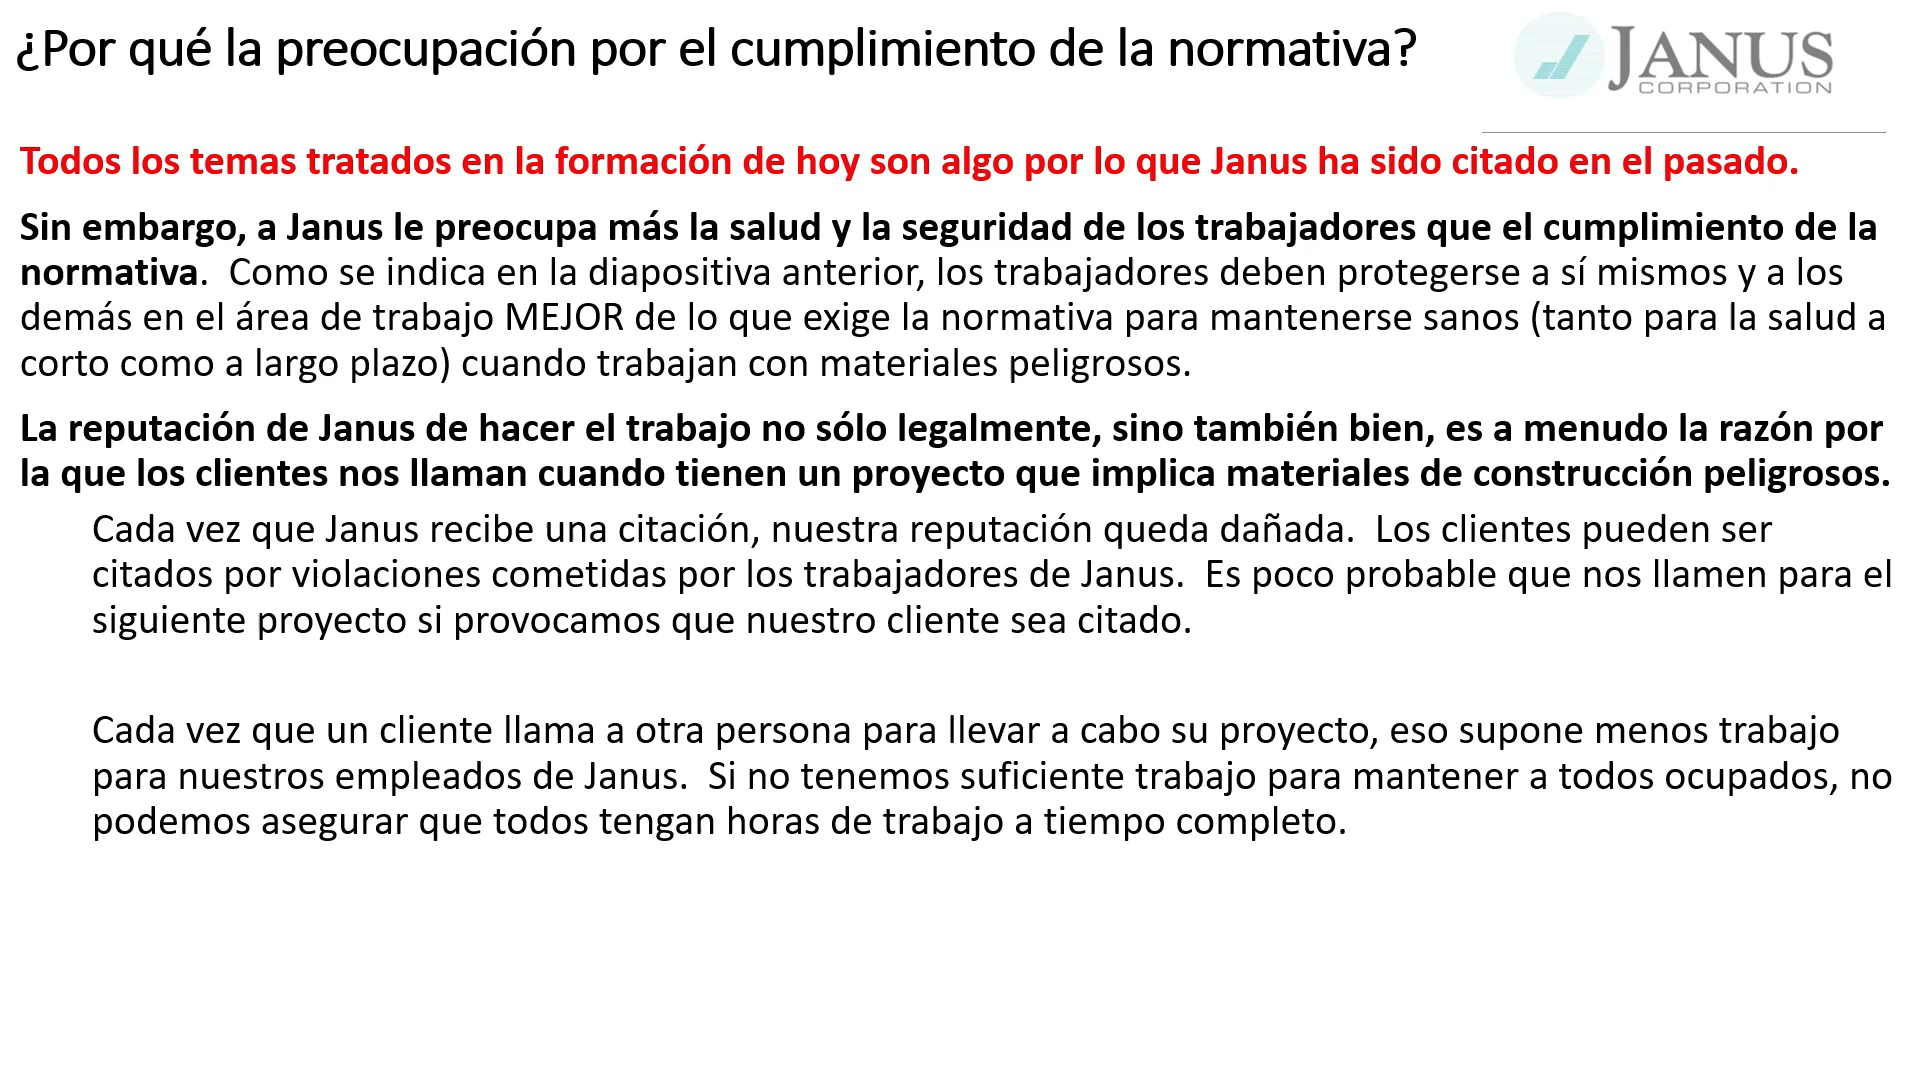 ¿Por qué la preocupación por el cumplimiento de la normativa?
JANUS
CORPORATION
Todos los temas tratados en la formación de hoy son algo por lo que Janus ha sido citado en el pasado.
Sin embargo, a Janus le preocupa más la salud y la seguridad de los trabajadores que el cumplimiento de la
normativa.  Como se indica en la diapositiva anterior, los trabajadores deben protegerse a sí mismos y a los
demás en el área de trabajo MEJOR de lo que exige la normativa para mantenerse sanos (tanto para la salud a
corto como a largo plazo) cuando trabajan con materiales peligrosos.
La reputación de Janus de hacer el trabajo no sólo legalmente, sino también bien, es a menudo la razón por
la que los clientes nos llaman cuando tienen un proyecto que implica materiales de construcción peligrosos.
Cada vez que Janus recibe una citación, nuestra reputación queda dañada.  Los clientes pueden ser
citados por violaciones cometidas por los trabajadores de Janus.  Es poco probable que nos llamen para el
siguiente proyecto si provocamos que nuestro cliente sea citado.
Cada vez que un cliente llama a otra persona para llevar a cabo su proyecto, eso supone menos trabajo
para nuestros empleados de Janus.  Si no tenemos suficiente trabajo para mantener a todos ocupados, no
podemos asegurar que todos tengan horas de trabajo a tiempo completo.